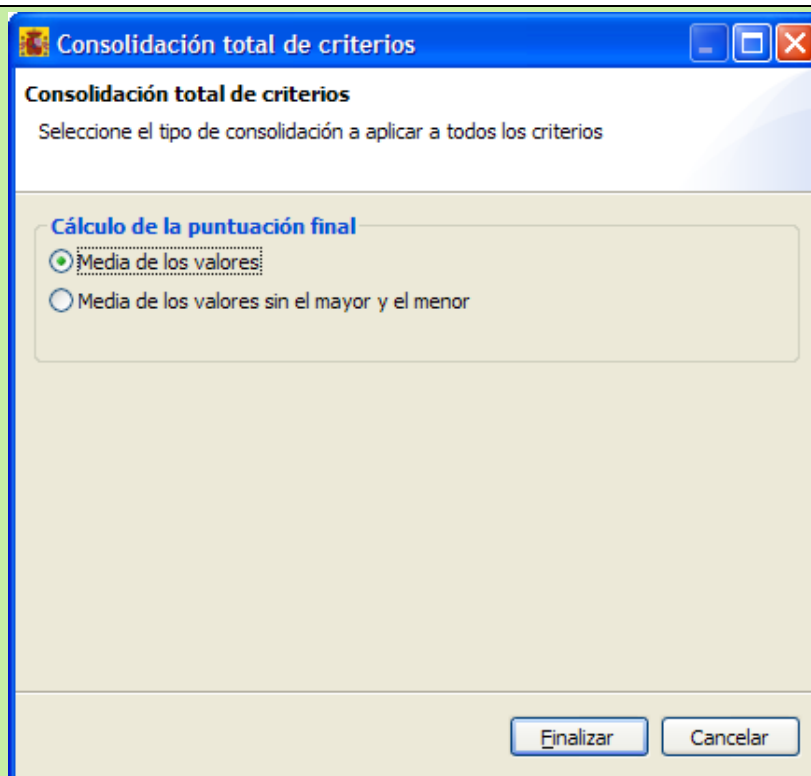 Consolidación total de criterios
Consolidación total de criterios
Seleccione el tipo de consolidación a aplicar a todos los criterios
Cálculo de la puntuación final
Media de los valores
Media de los valores sin el mayor y el menor
Finalizar
Cancelar